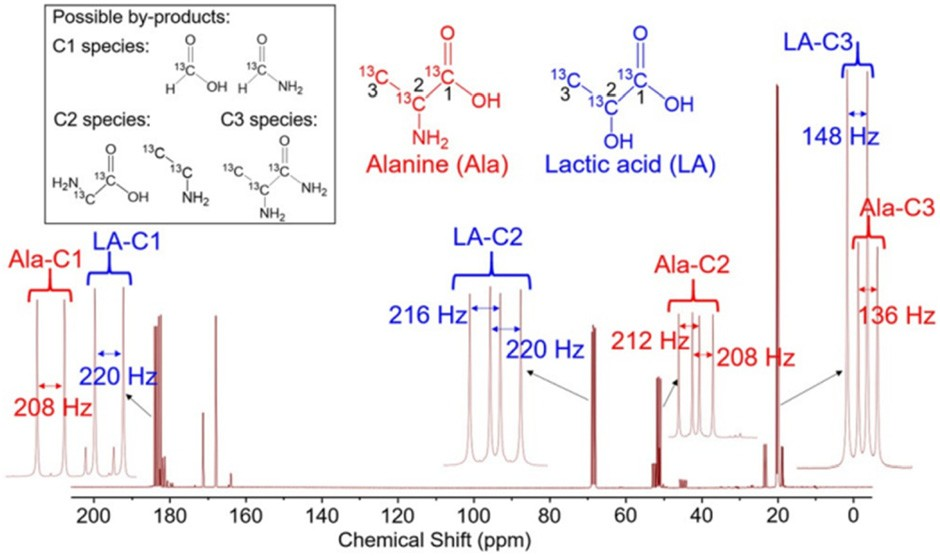 Possible by-products:
C1 species:
O
13C
H
OH
O
13C
H
NH2
C2 species:
C3 species:
O
H2N
13C
13C
OH
13C
13C
NH2
O
13C
13C
13C
NH2
NH2
O
13C
3
2
13C
13C
1
OH
NH2
Alanine (Ala)
O
13C
3
2
13C
13C
1
OH
OH
Lactic acid (LA)
LA-C3
148 Hz
Ala-C3
136 Hz
Ala-C1
LA-C1
208 Hz
220 Hz
LA-C2
216 Hz
220 Hz
Ala-C2
212 Hz
208 Hz
200 180 160 140 120 100 80 60 40 20 0
Chemical Shift (ppm)